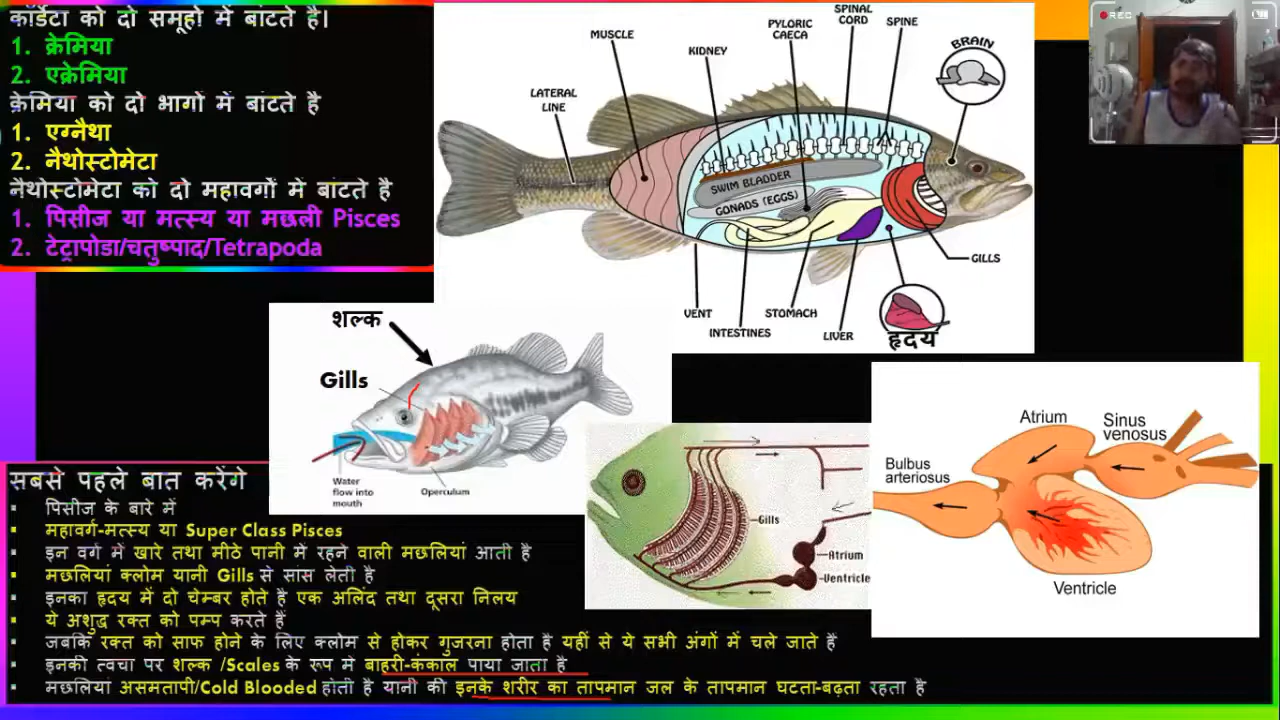 कॉर्डेटा को दो समूहो में बांटते है।
1. क्रेमिया
2. एक्रेमिया
क्रेमिया को दो भागों में बांटते है
1. एग्नैथा
2. नैथोस्टोमेटा
नेथोस्टोमेटा को दो महावर्गों में बांटते है
1. पिसीज या मत्स्य या मछली Pisces
2. टेट्रापोडा/चतुष्पाद/Tetrapoda
MUSCLE
LATERAL LINE
KIDNEY
PYLORIC CAECA
SPINAL CORD
SPINE
BRAIN
SWIM BLADDER
GONADS (EGGS)
GILLS
VENT
INTESTINES
STOMACH
LIVER
हृदय
REC
शल्क
Gills
Water flow into mouth
Operculum
Gills
Atrium
Ventricle
Atrium
Sinus venosus
Bulbus arteriosus
Ventricle
सबसे पहले बात करेंगे
▪ पिसीज के बारे में
▪ महावर्ग-मत्स्य या Super Class Pisces
▪ इन वर्ग में खारे तथा मीठे पानी में रहने वाली मछलियां आती है
▪ मछलियां क्लोम यानी Gills से सांस लेती है
▪ इनका हृदय में दो चेम्बर होते है एक अलिंद तथा दूसरा निलय
▪ ये अशुद्ध रक्त को पम्प करते हैं
▪ जबकि रक्त को साफ होने के लिए क्लोम से होकर गुजरना होता है यहीं से ये सभी अंगों में चले जाते है
▪ इनकी त्वचा पर शल्क /Scales के रूप में बाहरी-कंकाल पाया जाता है
▪ मछलियां असमतापी/Cold Blooded होती है यानी की इनके शरीर का तापमान जल के तापमान घटता-बढ़ता रहता है